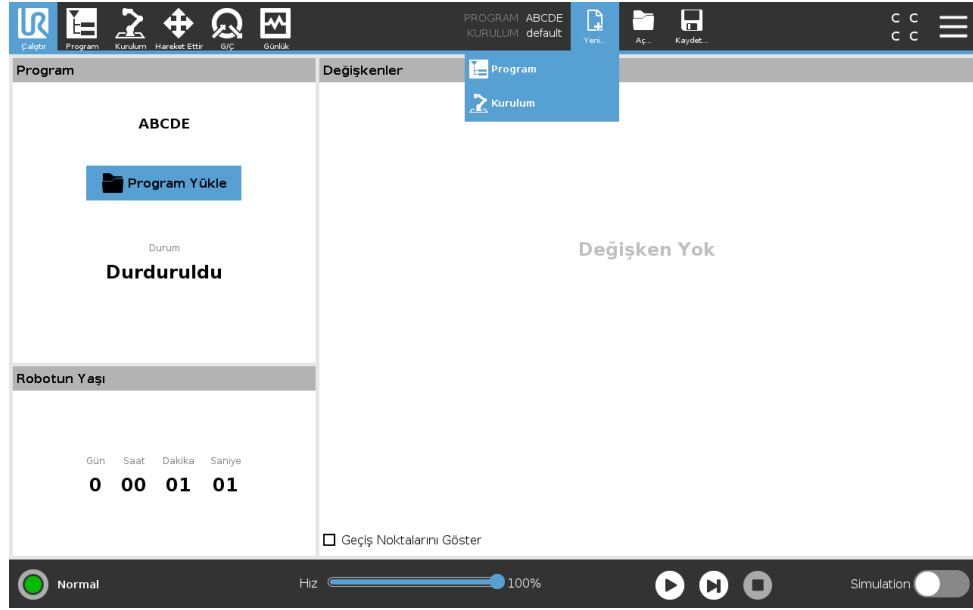 PROGRAM ABCDE
KURULUM default
C C
C C
Çalıştır Program Kurulum Hareket Ettir G/Ç Günlük Yeni... Aç... Kaydet...
Program
Değişkenler
Program
Kurulum
ABCDE
Program Yükle
Değişken Yok
Durum
Durduruldu
Robotun Yaşı
Gün Saat Dakika Saniye
0 00 01 01
Geçiş Noktalarını Göster
Normal
Hız 100%
Simulation